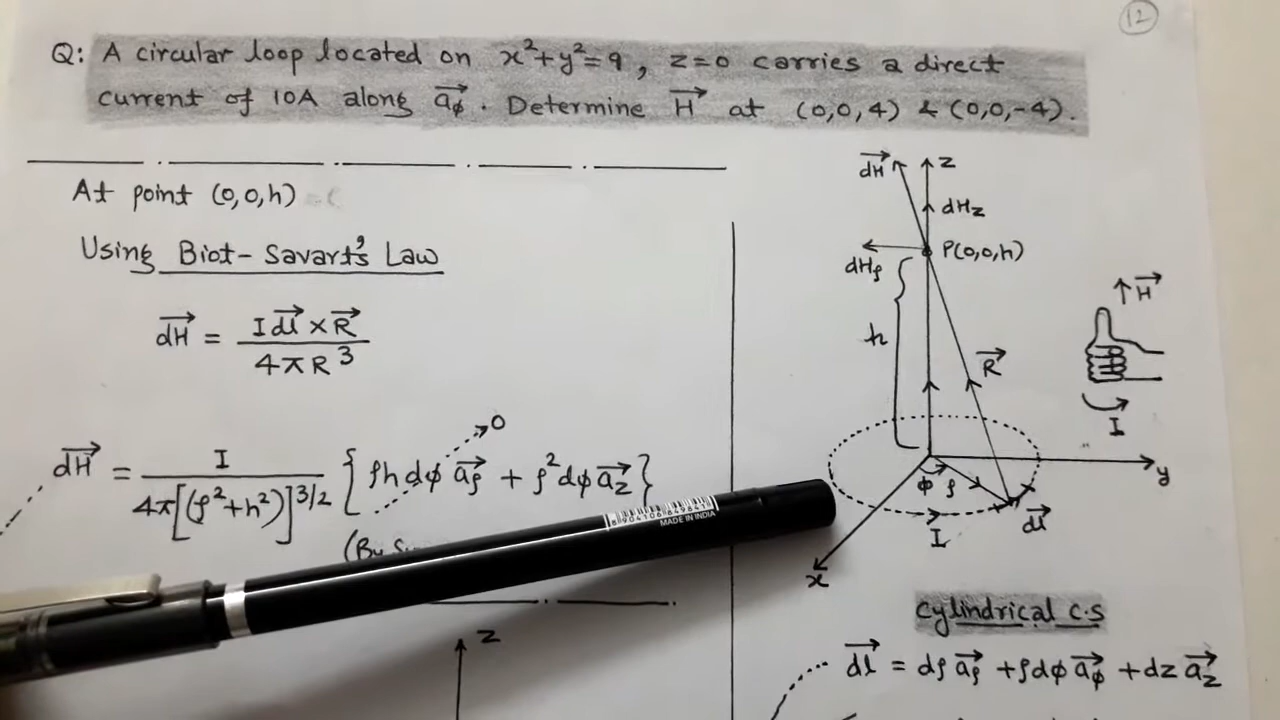 12
Q: A circular loop located on x²+y²=9, z=0 carries a direct
current of 10A along a⃗ϕ. Determine H⃗ at (0,0,4) & (0,0,-4).
At point (0,0,h)
Using Biot-Savart's Law
dH⃗ = I dl⃗ × R⃗ / 4πR³
dH⃗ = I / 4π[(ρ²+h²)]^3/2 { ρh dϕ a⃗ρ + ρ² dϕ a⃗z }
0
(By
8904106849841
MADE IN INDIA
z
dH⃗
z
dHz
P(0,0,h)
dHρ
h
R⃗
↑H⃗
I
y
ϕ
ρ
dl⃗
I
x
Cylindrical C.S
dl⃗ = dρ a⃗ρ + ρdϕ a⃗ϕ + dz a⃗z